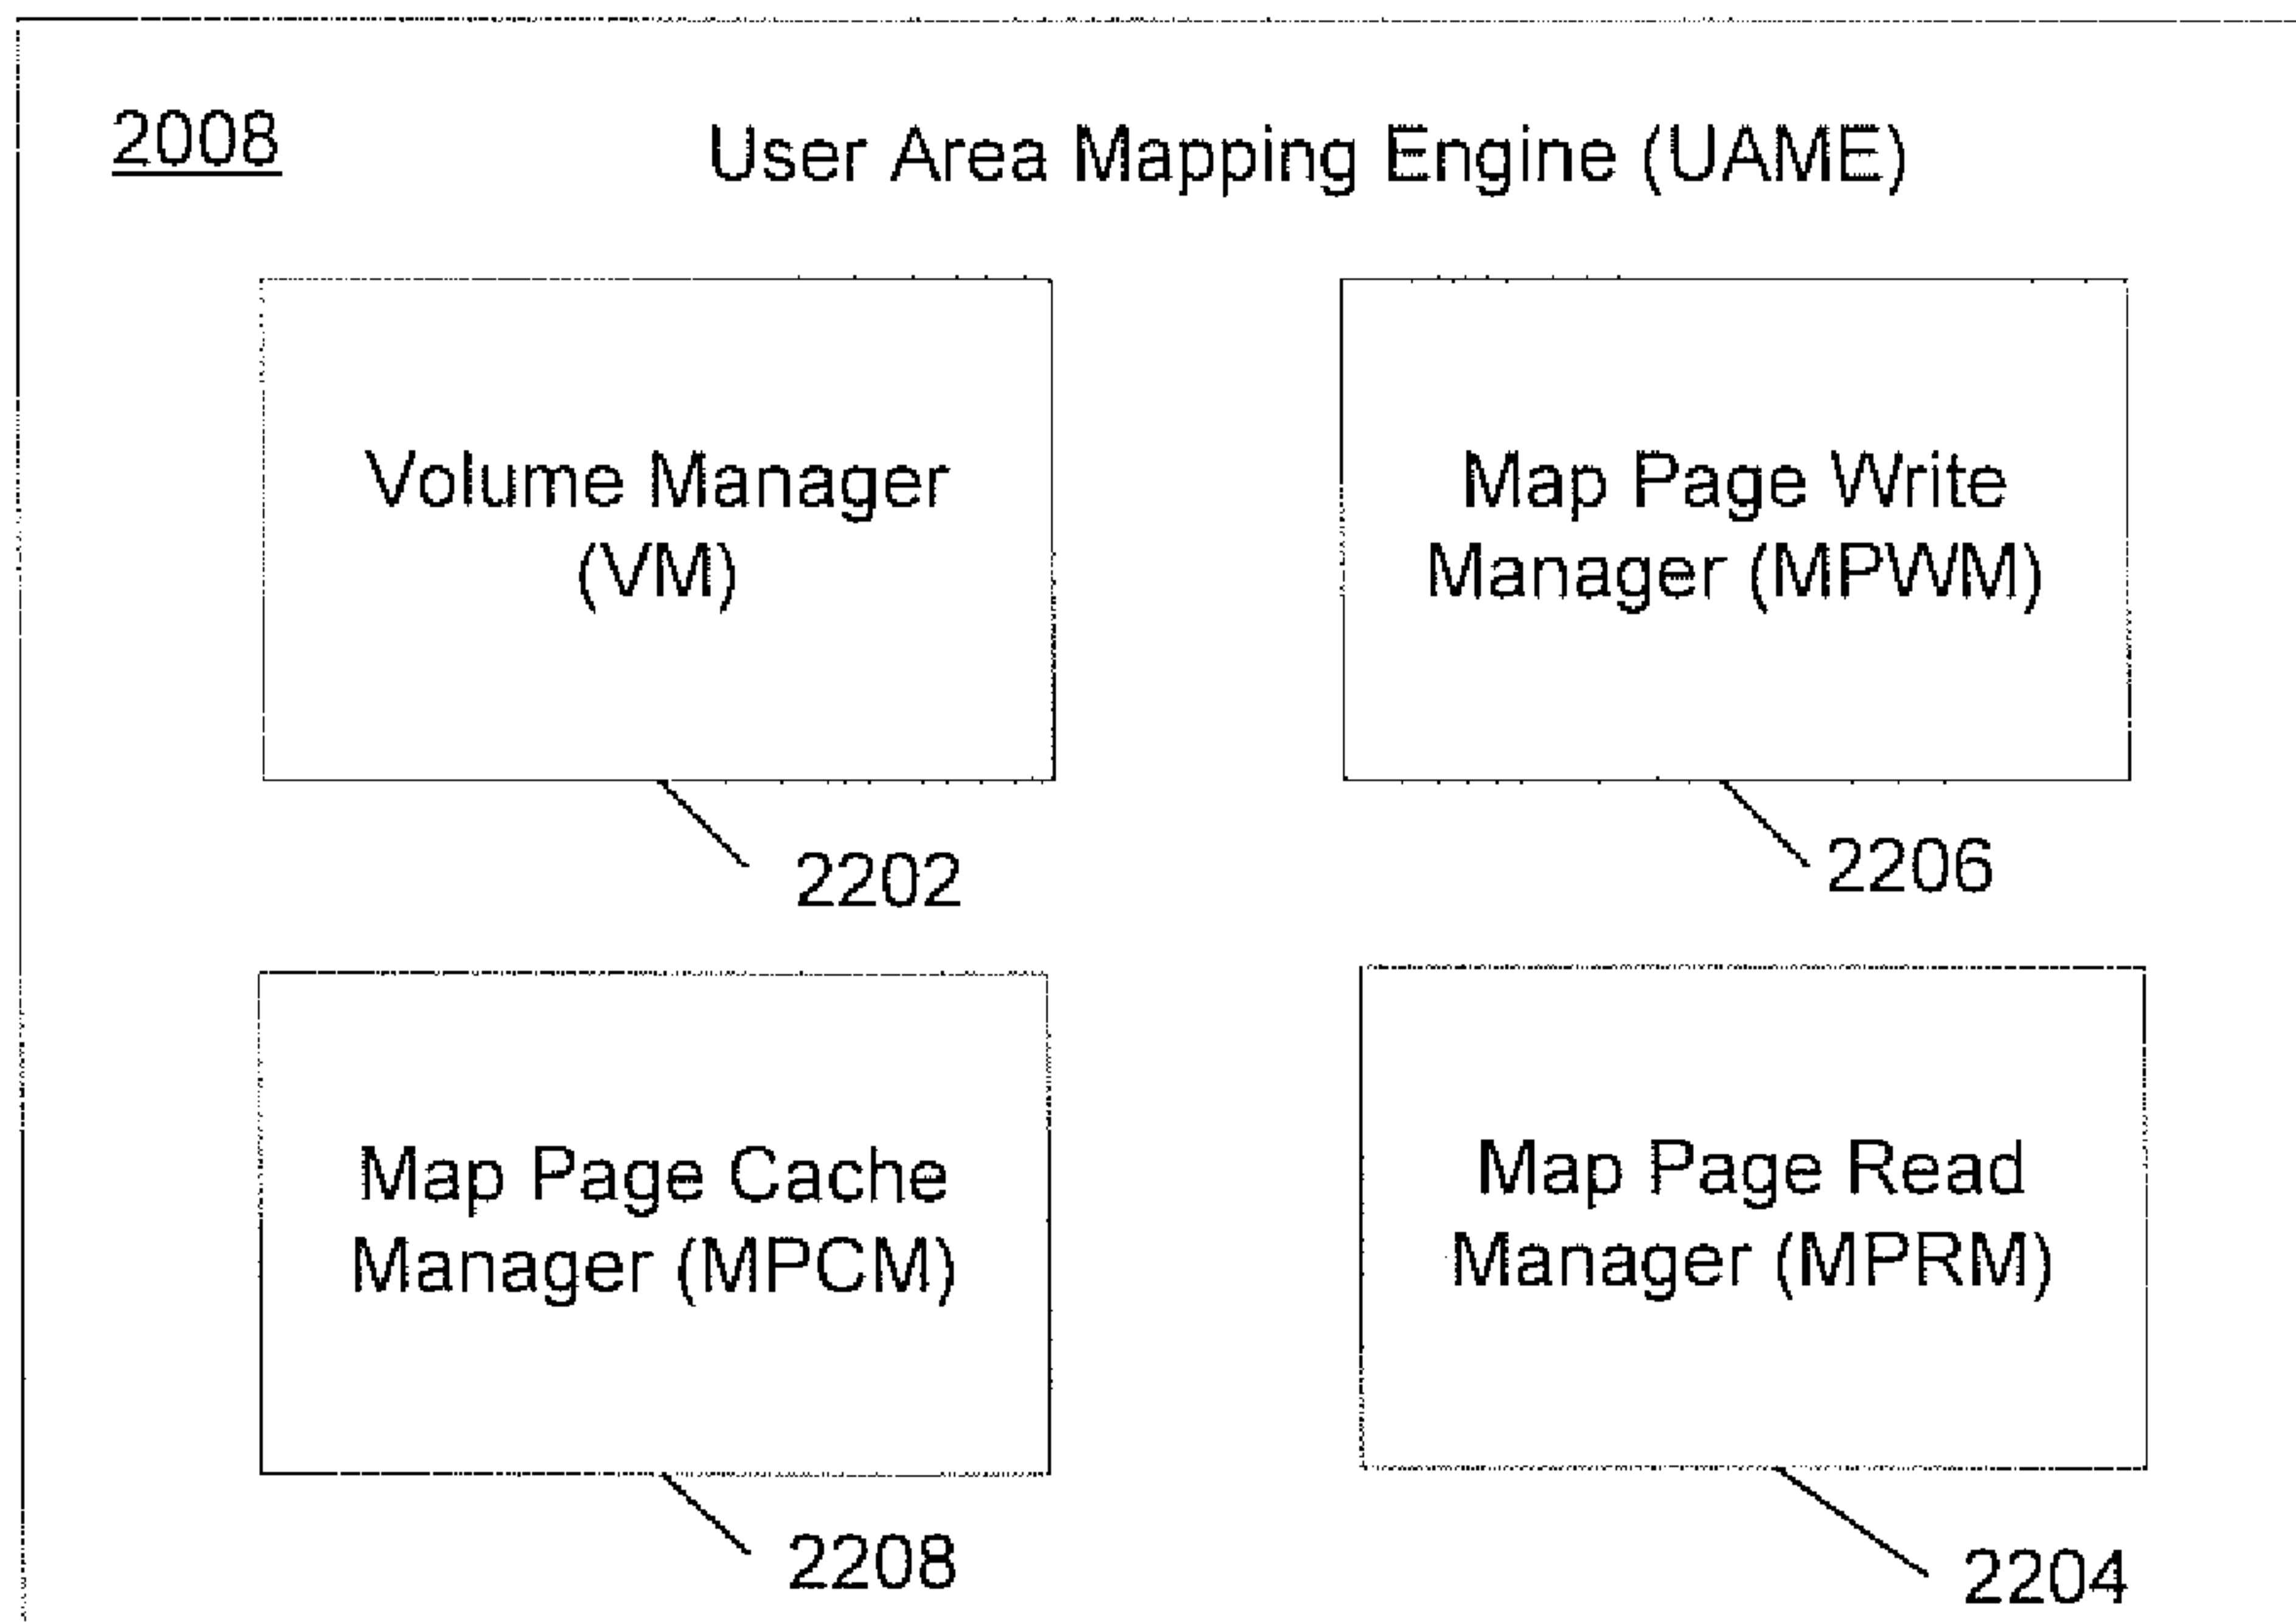 2008
User Area Mapping Engine (UAME)
Volume Manager
(VM)
2202
Map Page Write
Manager (MPWM)
2206
Map Page Cache
Manager (MPCM)
2208
Map Page Read
Manager (MPRM)
2204